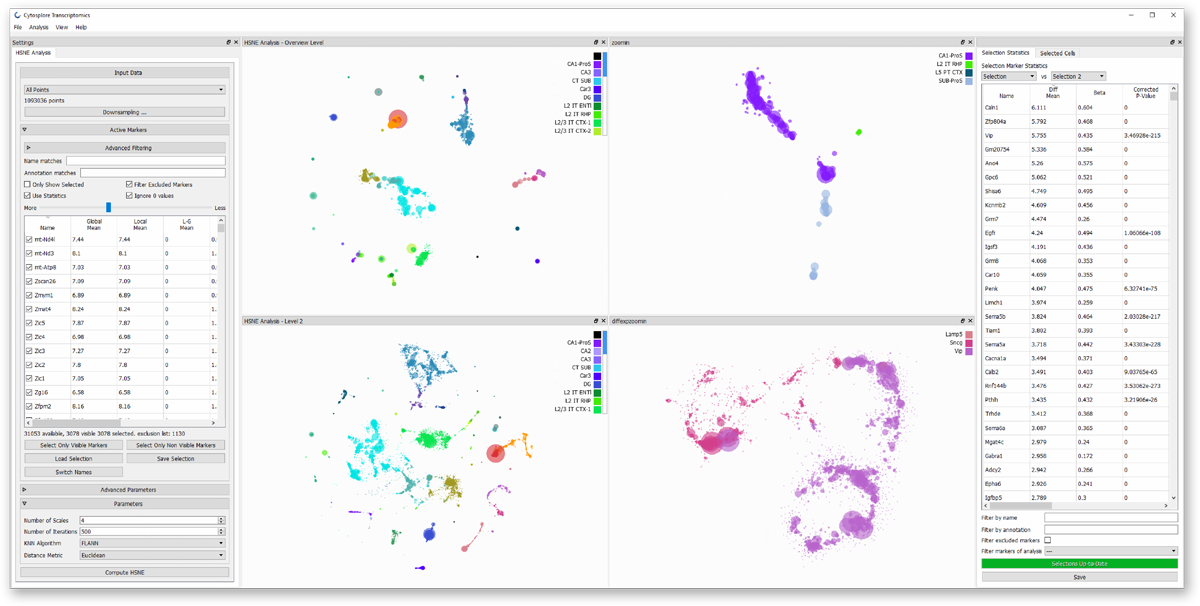 Cytosplore Transcriptomics
File Analysis View Help
Settings
HSNE Analysis
Input Data
All Points
1093036 points
Downsampling ...
Active Markers
Advanced Filtering
Name matches
Annotation matches
Only Show Selected
Filter Excluded Markers
Use Statistics
Ignore 0 values
More
Less
Name Global Mean Local Mean L-G Mean
mt-Nd4l 7.44 7.44 0 0.
mt-Nd3 8.1 8.1 0 1.
mt-Atp8 7.03 7.03 0 0.
Zscan26 7.09 7.09 0 0.
Zmym1 6.89 6.89 0 0.
Zmat4 8.24 8.24 0 1.
Zic5 7.87 7.87 0 1.
Zic4 6.98 6.98 0 1.
Zic3 7.27 7.27 0 1.
Zic2 7.8 7.8 0 1.
Zic1 7.05 7.05 0 1.
Zg16 6.58 6.58 0 1.
Zfpm2 8.16 8.16 0 1.
31053 available, 3078 visible 3078 selected. exclusion list: 1130
Select Only Visible Markers
Select Only Non Visible Markers
Load Selection
Save Selection
Switch Names
Advanced Parameters
Parameters
Number of Scales 4
Number of Iterations 500
KNN Algorithm FLANN
Distance Metric Euclidean
Compute HSNE
HSNE Analysis - Overview Level
CA1-ProS
CA3
CT SUB
Car3
DG
L2 IT ENTl
L2 IT RHP
L2/3 IT CTX-1
L2/3 IT CTX-2
zoomin
CA1-ProS
L2 IT RHP
L5 PT CTX
SUB-ProS
HSNE Analysis - Level 2
CA1-ProS
CA2
CA3
CT SUB
Car3
DG
L2 IT ENTl
L2 IT RHP
L2/3 IT CTX-1
diffexpzoomin
Lamp5
Sncg
Vip
Selection Statistics
Selected Cells
Selection Marker Statistics
Selection vs Selection 2
Name Diff Mean Beta Corrected P-Value
Caln1 6.111 0.604 0
Zfp804a 5.792 0.468 0
Vip 5.755 0.435 3.46928e-215
Gm20754 5.336 0.584 0
Ano4 5.26 0.575 0
Gpc6 5.062 0.521 0
Shisa6 4.749 0.495 0
Kcnmb2 4.609 0.456 0
Grm7 4.474 0.26 0
Egfr 4.24 0.494 1.06066e-108
Igsf3 4.191 0.436 0
Grm8 4.068 0.353 0
Car10 4.059 0.355 0
Penk 4.047 0.475 6.32741e-75
Limch1 3.974 0.259 0
Sema5b 3.824 0.464 2.03027e-217
Tiam1 3.802 0.393 0
Sema5a 3.718 0.442 3.43383e-228
Cacna1a 3.494 0.371 0
Calb2 3.491 0.403 9.03765e-65
Rnf144b 3.476 0.427 3.53062e-273
Pthlh 3.435 0.432 3.21906e-26
Trhde 3.412 0.368 0
Sema6a 3.087 0.365 0
Mgat4c 2.979 0.24 0
Gabra1 2.958 0.172 0
Adcy2 2.942 0.266 0
Epha6 2.926 0.241 0
Igfbp5 2.789 0.3 0
Filter by name
Filter by annotation
Filter excluded markers
Filter markers of analysis ---
Selections Up-to-Date
Save